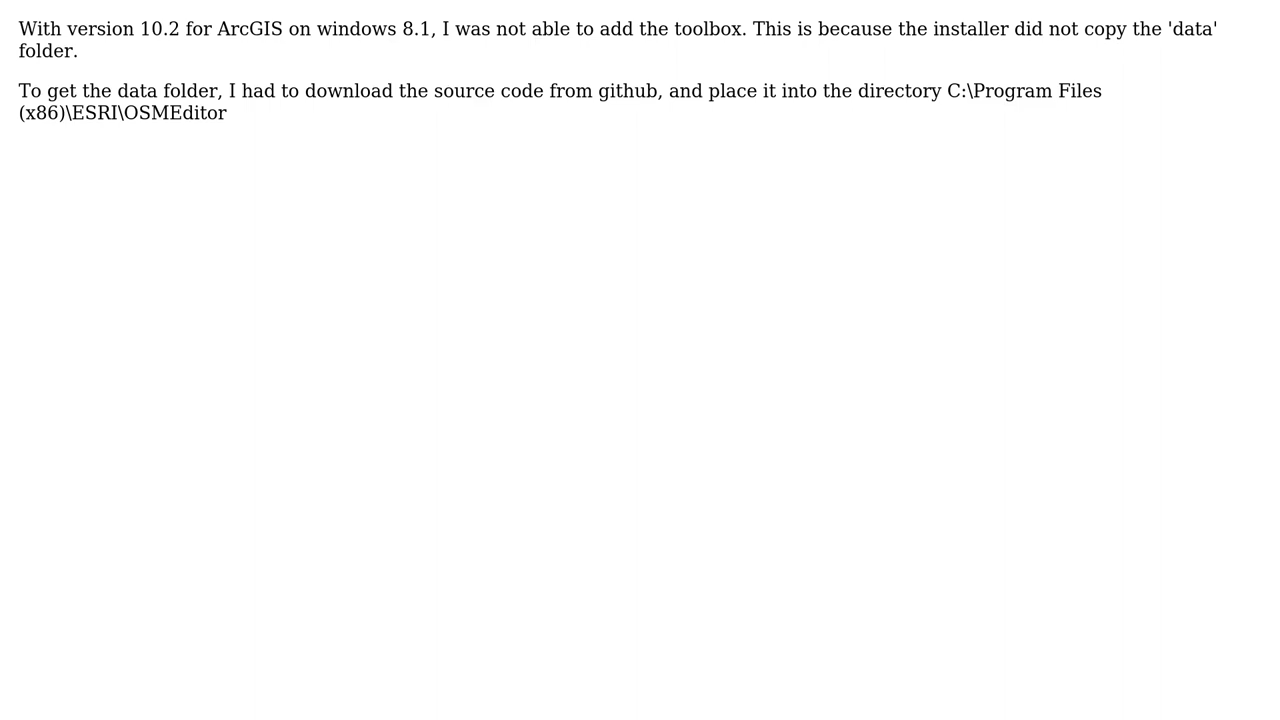 With version 10.2 for ArcGIS on windows 8.1, I was not able to add the toolbox. This is because the installer did not copy the 'data'
folder.
To get the data folder, I had to download the source code from github, and place it into the directory C:\Program Files
(x86)\ESRI\OSMEditor